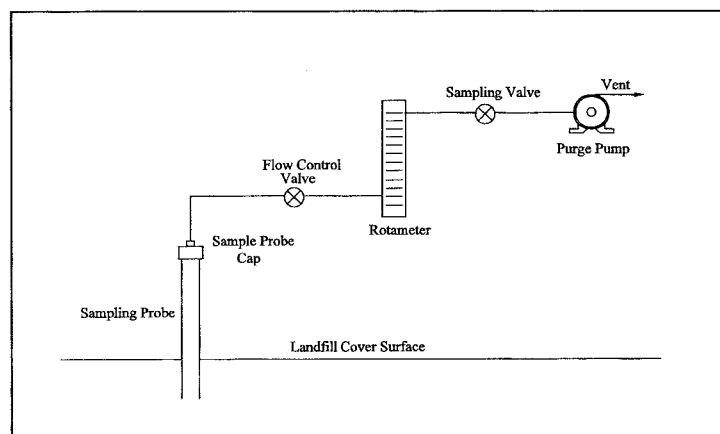 Vent
Sampling Valve
Purge Pump
Flow Control
Valve
Rotameter
Sample Probe
Cap
Sampling Probe
Landfill Cover Surface